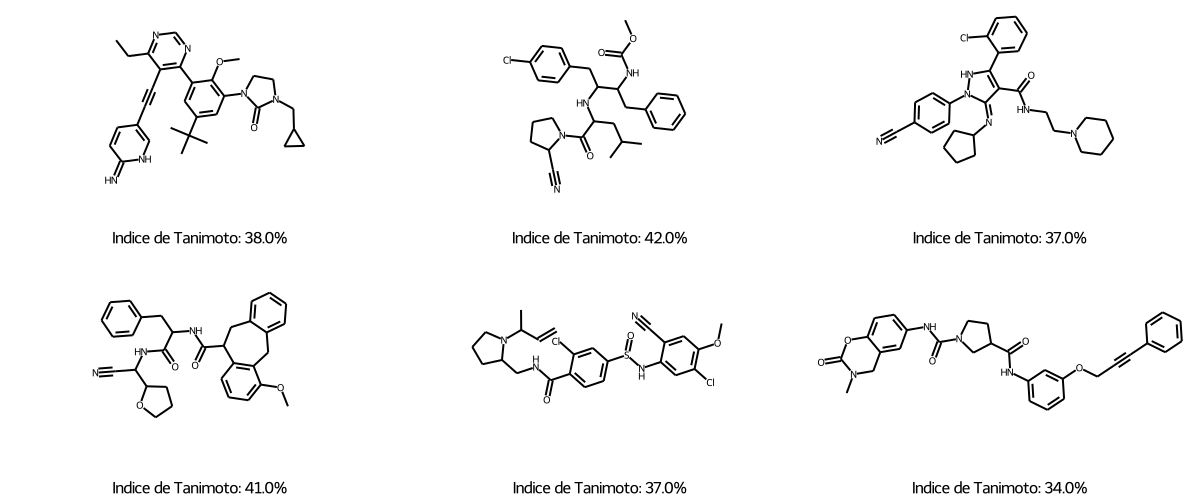 Indice de Tanimoto: 38.0%
Indice de Tanimoto: 42.0%
Indice de Tanimoto: 37.0%
Indice de Tanimoto: 41.0%
Indice de Tanimoto: 37.0%
Indice de Tanimoto: 34.0%